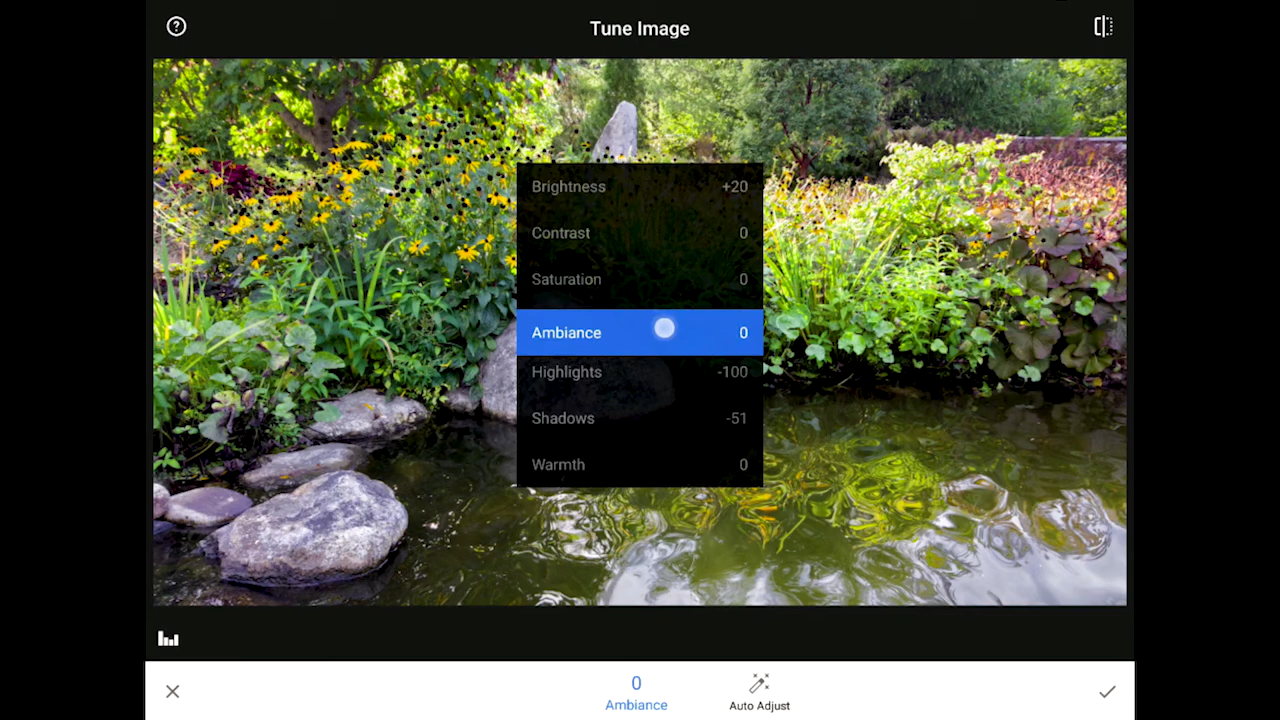 Tune Image
Brightness +20
Contrast 0
Saturation 0
Ambiance 0
Highlights -100
Shadows -51
Warmth 0
0
Ambiance
Auto Adjust